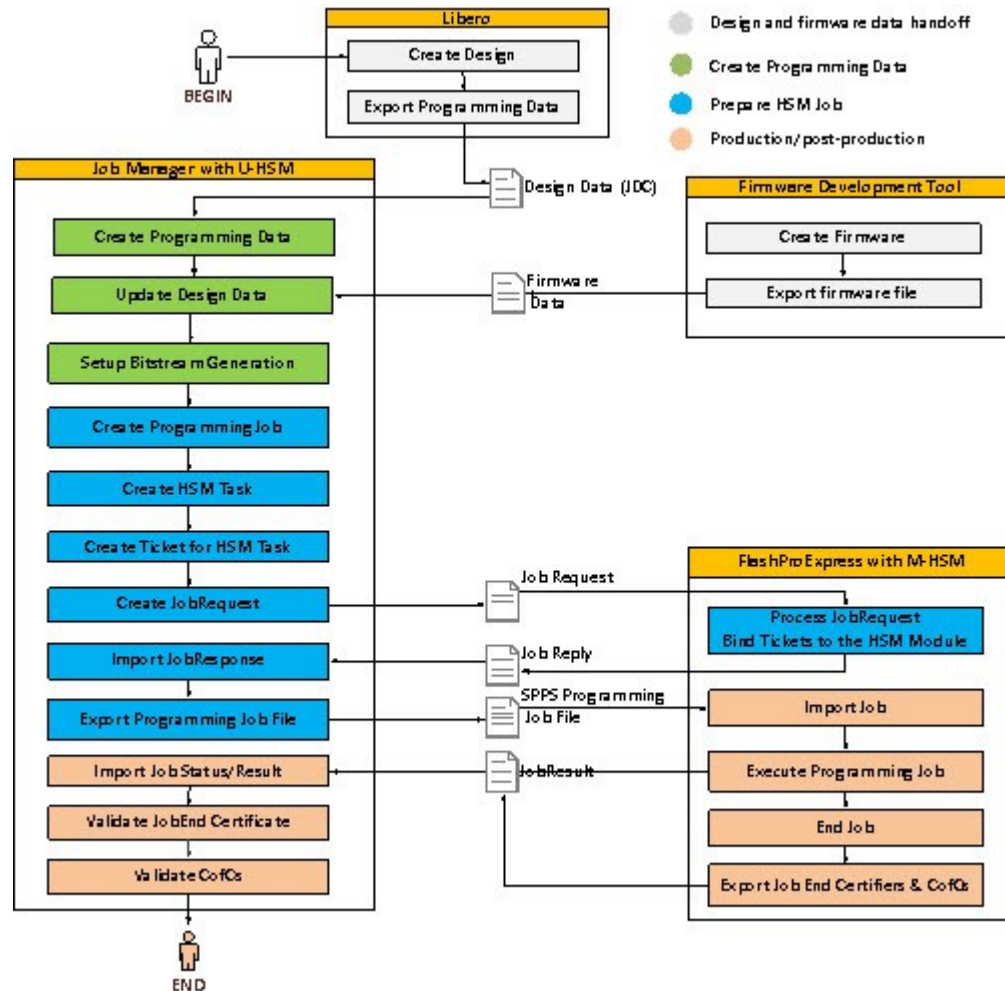 Libero
Create Design
Export Programming Data
BEGIN
Design and firmware data handoff
Create Programming Data
Prepare HSM Job
Production/post-production
Job Manager with U-HSM
Design Data (JDC)
Firmware Development Tool
Create Programming Data
Create Firmware
Update Design Data
Firmware
Data
Export firmware file
Setup Bitstream Generation
Create Programming Job
Create HSM Task
Create Ticket for HSM Task
FlashProExpress with M-HSM
Create JobRequest
Job Request
Process JobRequest
Bind Tickets to the HSM Module
Import JobResponse
Job Reply
Export Programming Job File
SPPS Programming
Job File
Import Job
Import Job Status/Result
JobResult
Execute Programming Job
Validate JobEnd Certificate
End Job
Validate CofCs
Export Job End Certifiers & CofCs
END